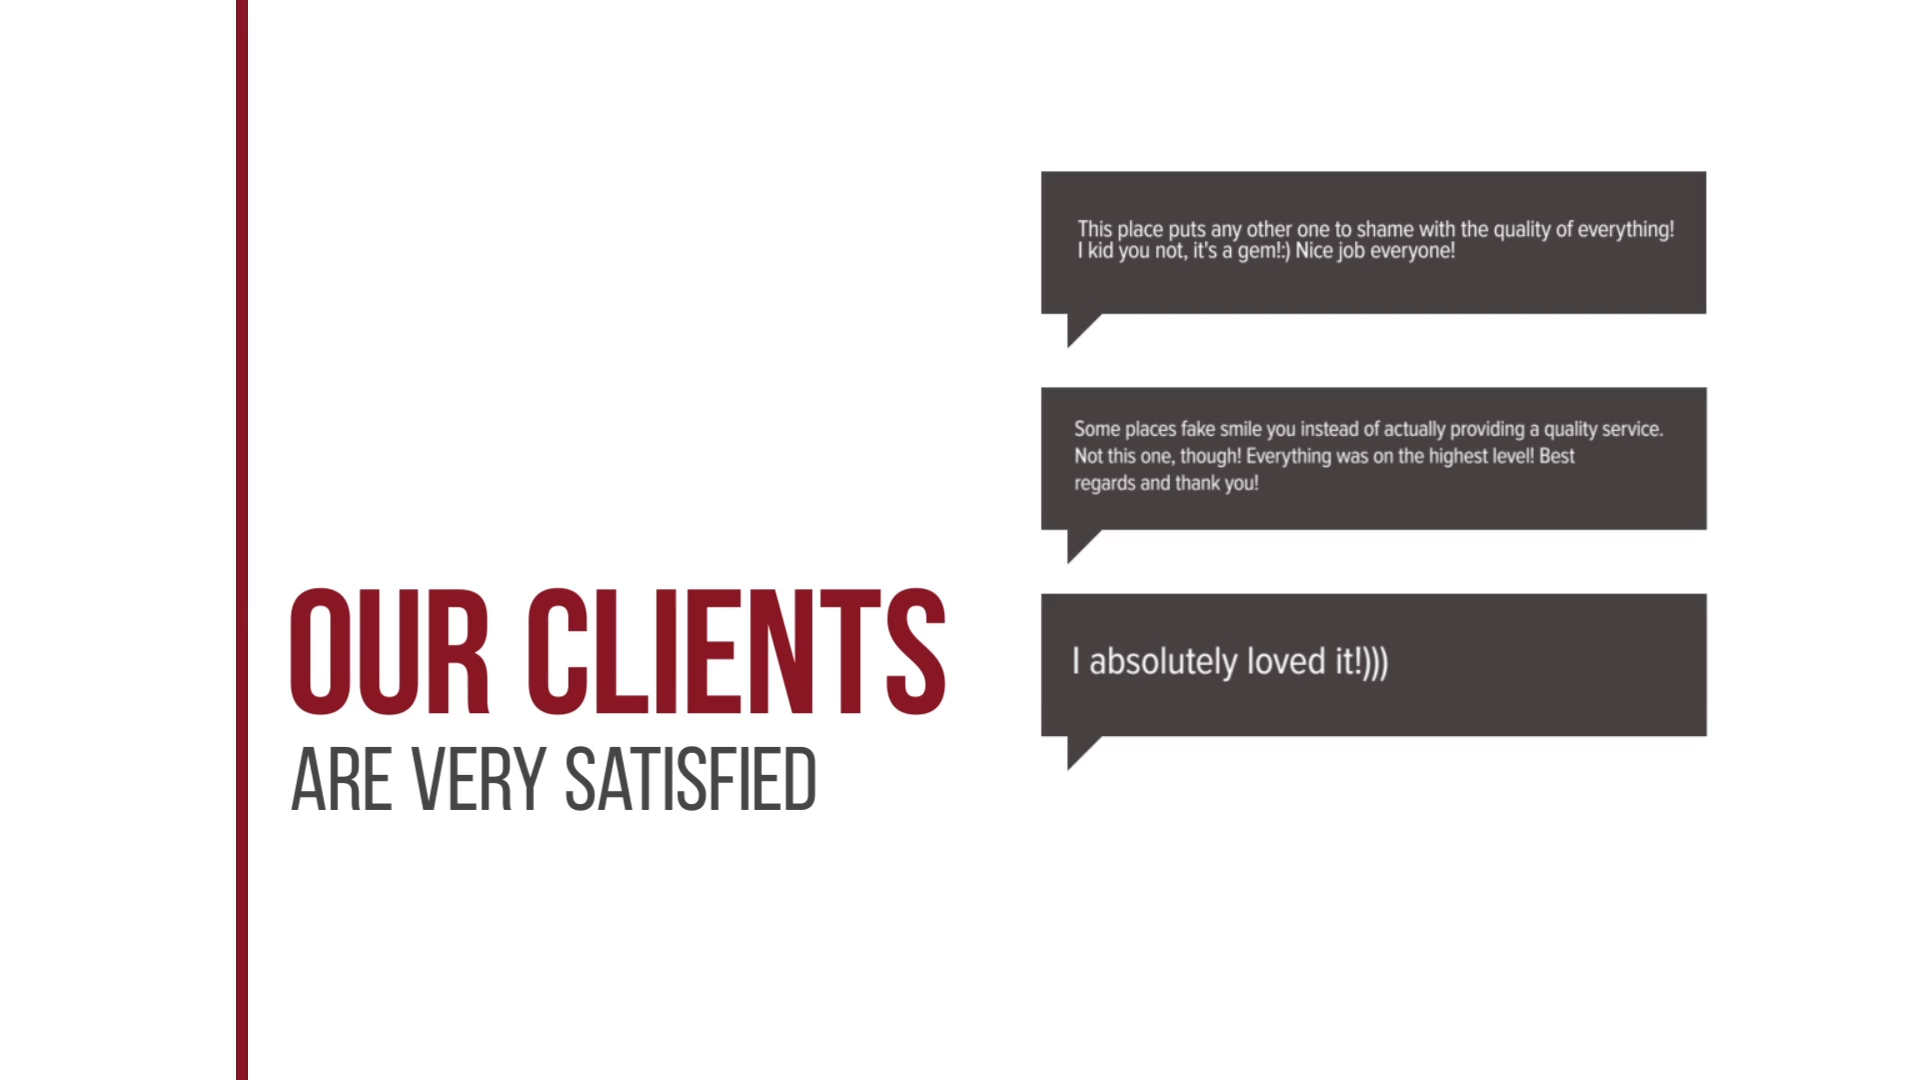 OUR CLIENTS
ARE VERY SATISFIED
This place puts any other one to shame with the quality of everything!
I kid you not, it's a gem!:) Nice job everyone!
Some places fake smile you instead of actually providing a quality service.
Not this one, though! Everything was on the highest level! Best
regards and thank you!
I absolutely loved it!)))